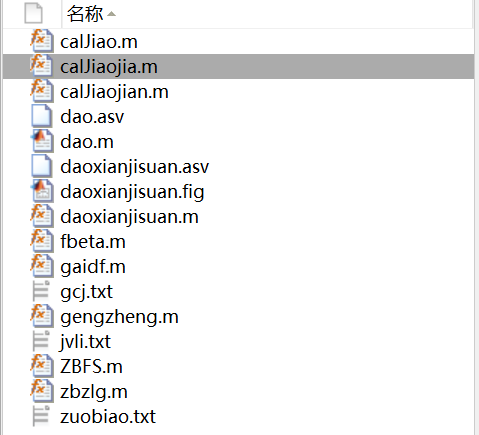 名称
calJiao.m
calJiaojia.m
calJiaojian.m
dao.asv
dao.m
daoxianjisuan.asv
daoxianjisuan.fig
daoxianjisuan.m
fbeta.m
gaidf.m
gcj.txt
gengzheng.m
jvli.txt
ZBFS.m
zbzlg.m
zuobiao.txt